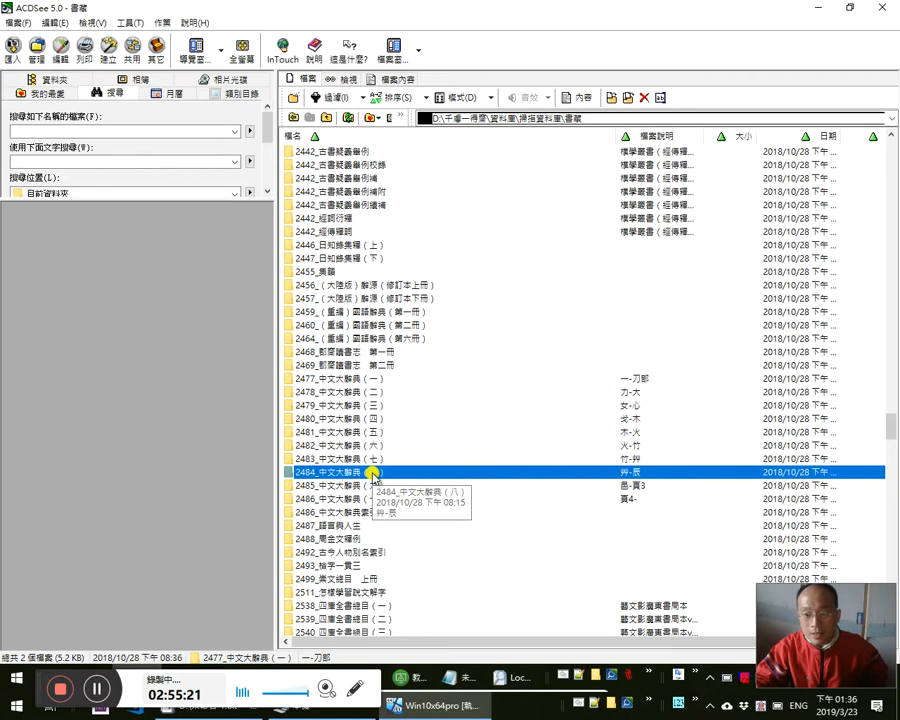 ACDSee 5.0 - 書藏
檔案(F) 編輯(E) 檢視(V) 工具(T) 作業 說明(H)
匯入 管理 編輯 列印 建立 共用 其它 導覽窗... 全螢幕 InTouch 說明 這是什麼? 檔案窗...
資料夾 相簿 相片光碟
我的最愛 搜尋 月曆 類別目錄
搜尋如下名稱的檔案(F):
使用下面文字搜尋(W):
搜尋位置(L):
目前資料夾
檔案 檢視 檔案內容
過濾(I) 排序(S) 模式(D) 音效 內容
D:\千慮一得齋\資料庫\掃描資料庫\書藏
檔名 檔案說明 大小 日期
2442_古書疑義舉例 樸學叢書（經傳釋... 2018/10/28 下午 ...
2442_古書疑義舉例校錄 樸學叢書（經傳釋... 2018/10/28 下午 ...
2442_古書疑義舉例補 樸學叢書（經傳釋... 2018/10/28 下午 ...
2442_古書疑義舉例補附 樸學叢書（經傳釋... 2018/10/28 下午 ...
2442_古書疑義舉例續補 樸學叢書（經傳釋... 2018/10/28 下午 ...
2442_經詞衍釋 樸學叢書（經傳釋... 2018/10/28 下午 ...
2442_經傳釋詞 樸學叢書（經傳釋... 2018/10/28 下午 ...
2446_日知錄集釋（上） 2018/10/28 下午 ...
2447_日知錄集釋（下） 2018/10/28 下午 ...
2455_集韻 2018/10/28 下午 ...
2456_（大陸版）辭源（修訂本上冊） 2018/10/28 下午 ...
2457_（大陸版）辭源（修訂本下冊） 2018/10/28 下午 ...
2459_（重編）國語辭典（第一冊） 2018/10/28 下午 ...
2460_（重編）國語辭典（第二冊） 2018/10/28 下午 ...
2464_（重編）國語辭典（第六冊） 2018/10/28 下午 ...
2468_郡齋讀書志 第一冊 2018/10/28 下午 ...
2469_郡齋讀書志 第二冊 2018/10/28 下午 ...
2477_中文大辭典（一） 一-刀部 2018/10/28 下午 ...
2478_中文大辭典（二） 力-大 2018/10/28 下午 ...
2479_中文大辭典（三） 女-心 2018/10/28 下午 ...
2480_中文大辭典（四） 戈-木 2018/10/28 下午 ...
2481_中文大辭典（五） 木-火 2018/10/28 下午 ...
2482_中文大辭典（六） 火-竹 2018/10/28 下午 ...
2483_中文大辭典（七） 竹-艸 2018/10/28 下午 ...
2484_中文大辭典 艸-辰 2018/10/28 下午 ...
2485_中文大辭典 邑-頁3 2018/10/28 下午 ...
2486_中文大辭典 頁4- 2018/10/28 下午 ...
2486_中文大辭典索引 2018/10/28 下午 ...
2484_中文大辭典（八）
2018/10/28 下午 08:15
艸-辰
2487_語言與人生 2018/10/28 下午 ...
2488_周金文釋例 2018/10/28 下午 ...
2492_古今人物別名索引 2018/10/28 下午 ...
2493_檢字一貫三 2018/10/28 下午 ...
2499_崇文總目 上冊 2018/10/28 下午 ...
2511_怎樣學習說文解字
2538_四庫全書總目（一） 藝文影廣東書局本
2539_四庫全書總目（二） 藝文影廣東書局本v...
2540_四庫全書總目（三） 藝文影廣東書局本v...
總共 2 個檔案 (5.2 KB) 2018/10/28 下午 08:36 2477_中文大辭典（一） 一-刀部
錄製中....
02:55:21
教... 未... Loc...
Win10x64pro [執...
ENG
下午 01:36
2019/3/23